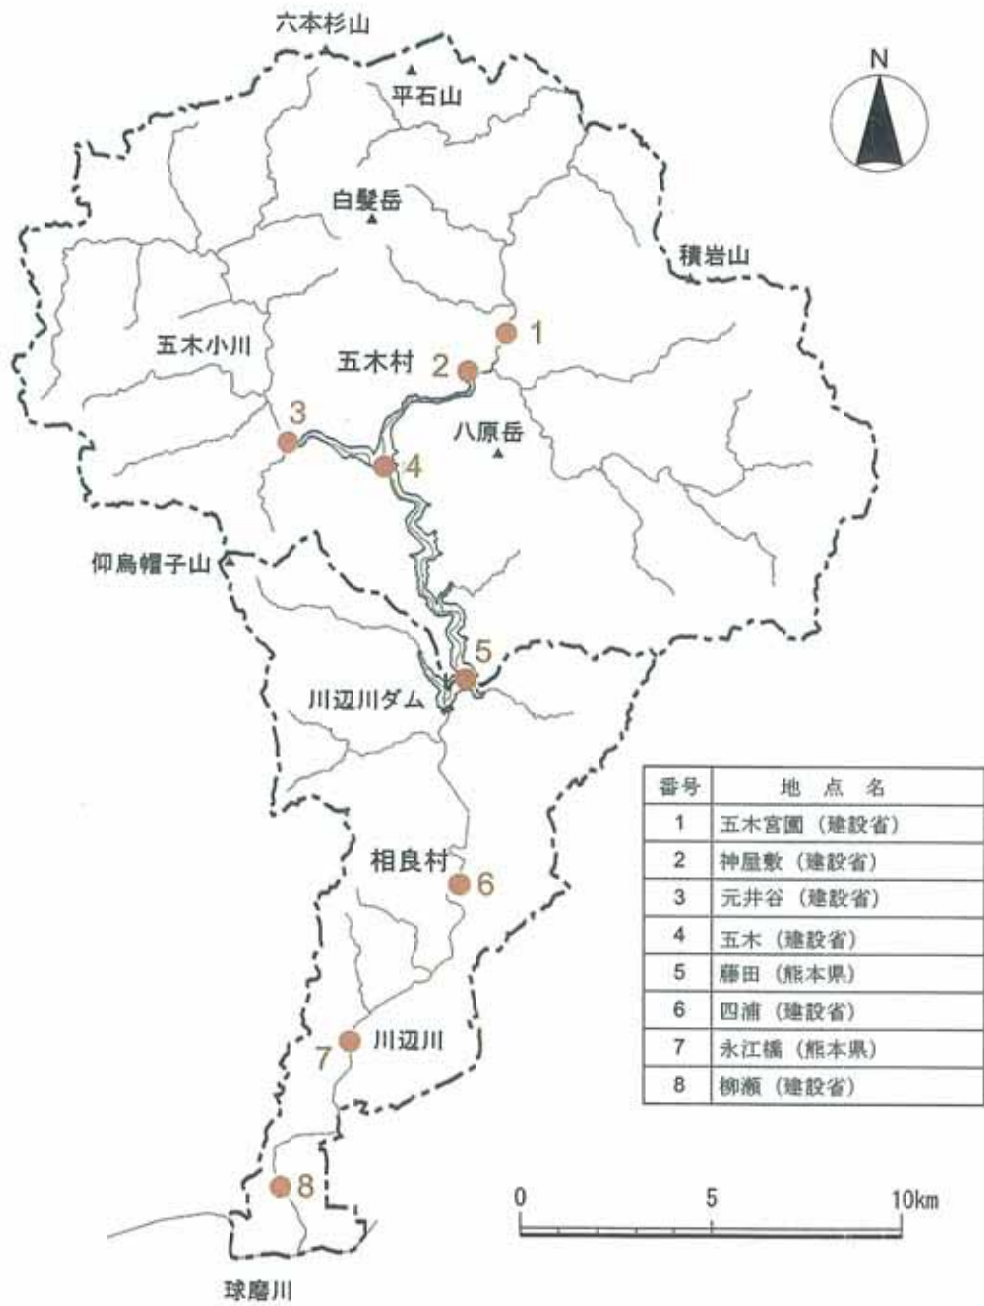 六本杉山
平石山
N
白髪岳
積岩山
五木小川
五木村
1
2
3
八原岳
4
仰烏帽子山
5
川辺川ダム
相良村
6
7
川辺川
8
球磨川
番号 地点名
1 五木宮園（建設省）
2 神屋敷（建設省）
3 元井谷（建設省）
4 五木（建設省）
5 藤田（熊本県）
6 四浦（建設省）
7 永江橋（熊本県）
8 柳瀬（建設省）
0 5 10km